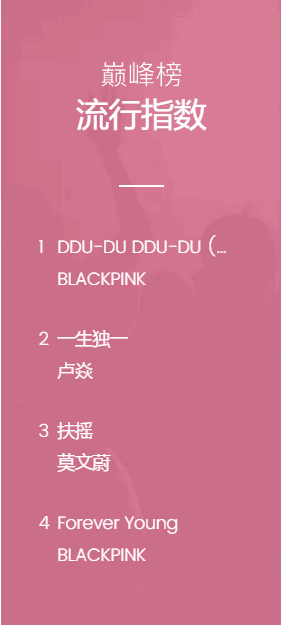 巅峰榜
流行指数
1 DDU-DU DDU-DU (...
BLACKPINK
2 一生独一
卢焱
3 扶摇
莫文蔚
4 Forever Young
BLACKPINK